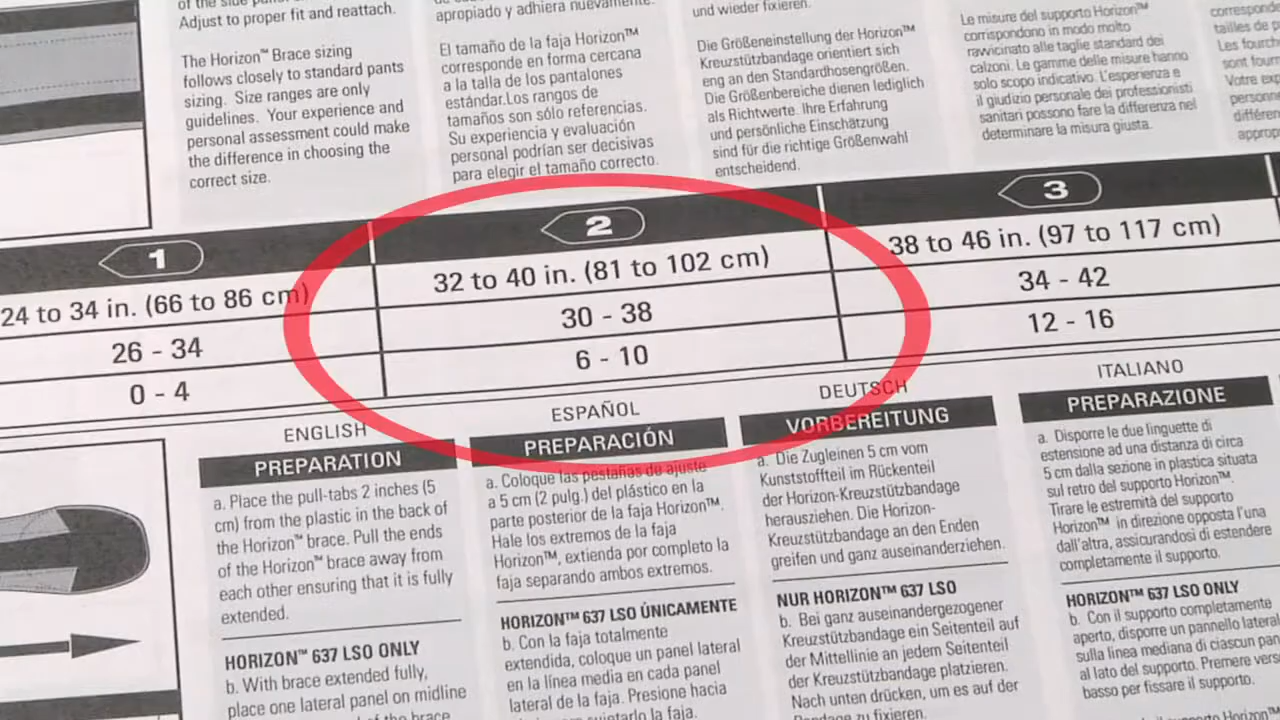 of the side
Adjust to proper fit and reattach.
The Horizon™ Brace sizing
follows closely to standard pants
sizing. Size ranges are only
guidelines. Your experience and
personal assessment could make
the difference in choosing the
correct size.
apropiado y adhiera nuevamente.
El tamaño de la faja Horizon™
corresponde en forma cercana
a la talla de los pantalones
estándar.Los rangos de
tamaños son sólo referencias.
Su experiencia y evaluación
personal podrían ser decisivas
para elegir el tamaño correcto.
und wieder fixieren.
Die Größeneinstellung der Horizon™
Kreuzstützbandage orientiert sich
eng an den Standardhosengrößen.
Die Größenbereiche dienen lediglich
als Richtwerte. Ihre Erfahrung
und persönliche Einschätzung
sind für die richtige Größenwahl
entscheidend.
Le misure del supporto Horizon™
corrispondono in modo molto
ravvicinato alle taglie standard dei
calzoni. Le gamme delle misure hanno
solo scopo indicativo. L'esperienza e
il giudizio personale dei professionisti
sanitari possono fare la differenza nel
determinare la misura giusta.
tailles de
Les
sont
Votre
1
2
3
24 to 34 in. (66 to 86 cm)
32 to 40 in. (81 to 102 cm)
38 to 46 in. (97 to 117 cm)
26 - 34
30 - 38
34 - 42
0 - 4
6 - 10
12 - 16
ENGLISH
PREPARATION
a. Place the pull-tabs 2 inches (5
cm) from the plastic in the back of
the Horizon™ brace. Pull the ends
of the Horizon™ brace away from
each other ensuring that it is fully
extended.
HORIZON™ 637 LSO ONLY
b. With brace extended fully,
place one lateral panel on midline
of the brace
ESPAÑOL
PREPARACIÓN
a. Coloque las pestañas de ajuste
a 5 cm (2 pulg.) del plástico en la
parte posterior de la faja Horizon™.
Hale los extremos de la faja
Horizon™, extienda por completo la
faja separando ambos extremos.
HORIZON™ 637 LSO ÚNICAMENTE
b. Con la faja totalmente
extendida, coloque un panel lateral
en la línea media en cada panel
lateral de la faja. Presione hacia
sujetarlo la faja.
DEUTSCH
VORBEREITUNG
a. Die Zugleinen 5 cm vom
Kunststoffteil im Rückenteil
der Horizon-Kreuzstützbandage
herausziehen. Die Horizon-
Kreuzstützbandage an den Enden
greifen und ganz auseinanderziehen.
NUR HORIZON™ 637 LSO
b. Bei ganz auseinandergezogener
Kreuzstützbandage ein Seitenteil auf
der Mittellinie an jedem Seitenteil
der Kreuzstützbandage platzieren.
Nach unten drücken, um es auf der
Bandage zu fixieren.
ITALIANO
PREPARAZIONE
a. Disporre le due linguette di
estensione ad una distanza di circa
5 cm dalla sezione in plastica situata
sul retro del supporto Horizon™.
Tirare le estremità del supporto
Horizon™ in direzione opposta l'una
dall'altra, assicurandosi di estendere
completamente il supporto.
HORIZON™ 637 LSO ONLY
b. Con il supporto completamente
aperto, disporre un pannello laterale
sulla linea mediana di ciascun
al lato del supporto. Premere verso
basso per fissare il supporto.
il supporto Horizon™